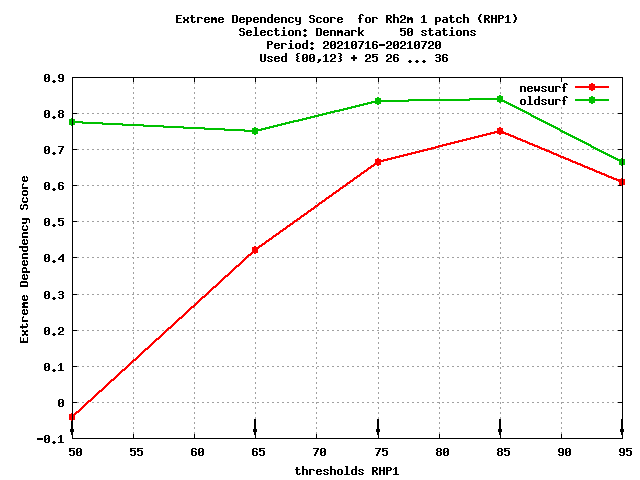 Extreme Dependency Score  for Rh2m 1 patch (RHP1)
Selection: Denmark     50 stations
Period: 20210716-20210720
Used {00,12} + 25 26 ... 36
newsurf
oldsurf
0.9
0.8
0.7
0.6
0.5
0.4
0.3
0.2
0.1
0
-0.1
Extreme Dependency Score
50 55 60 65 70 75 80 85 90 95
thresholds RHP1